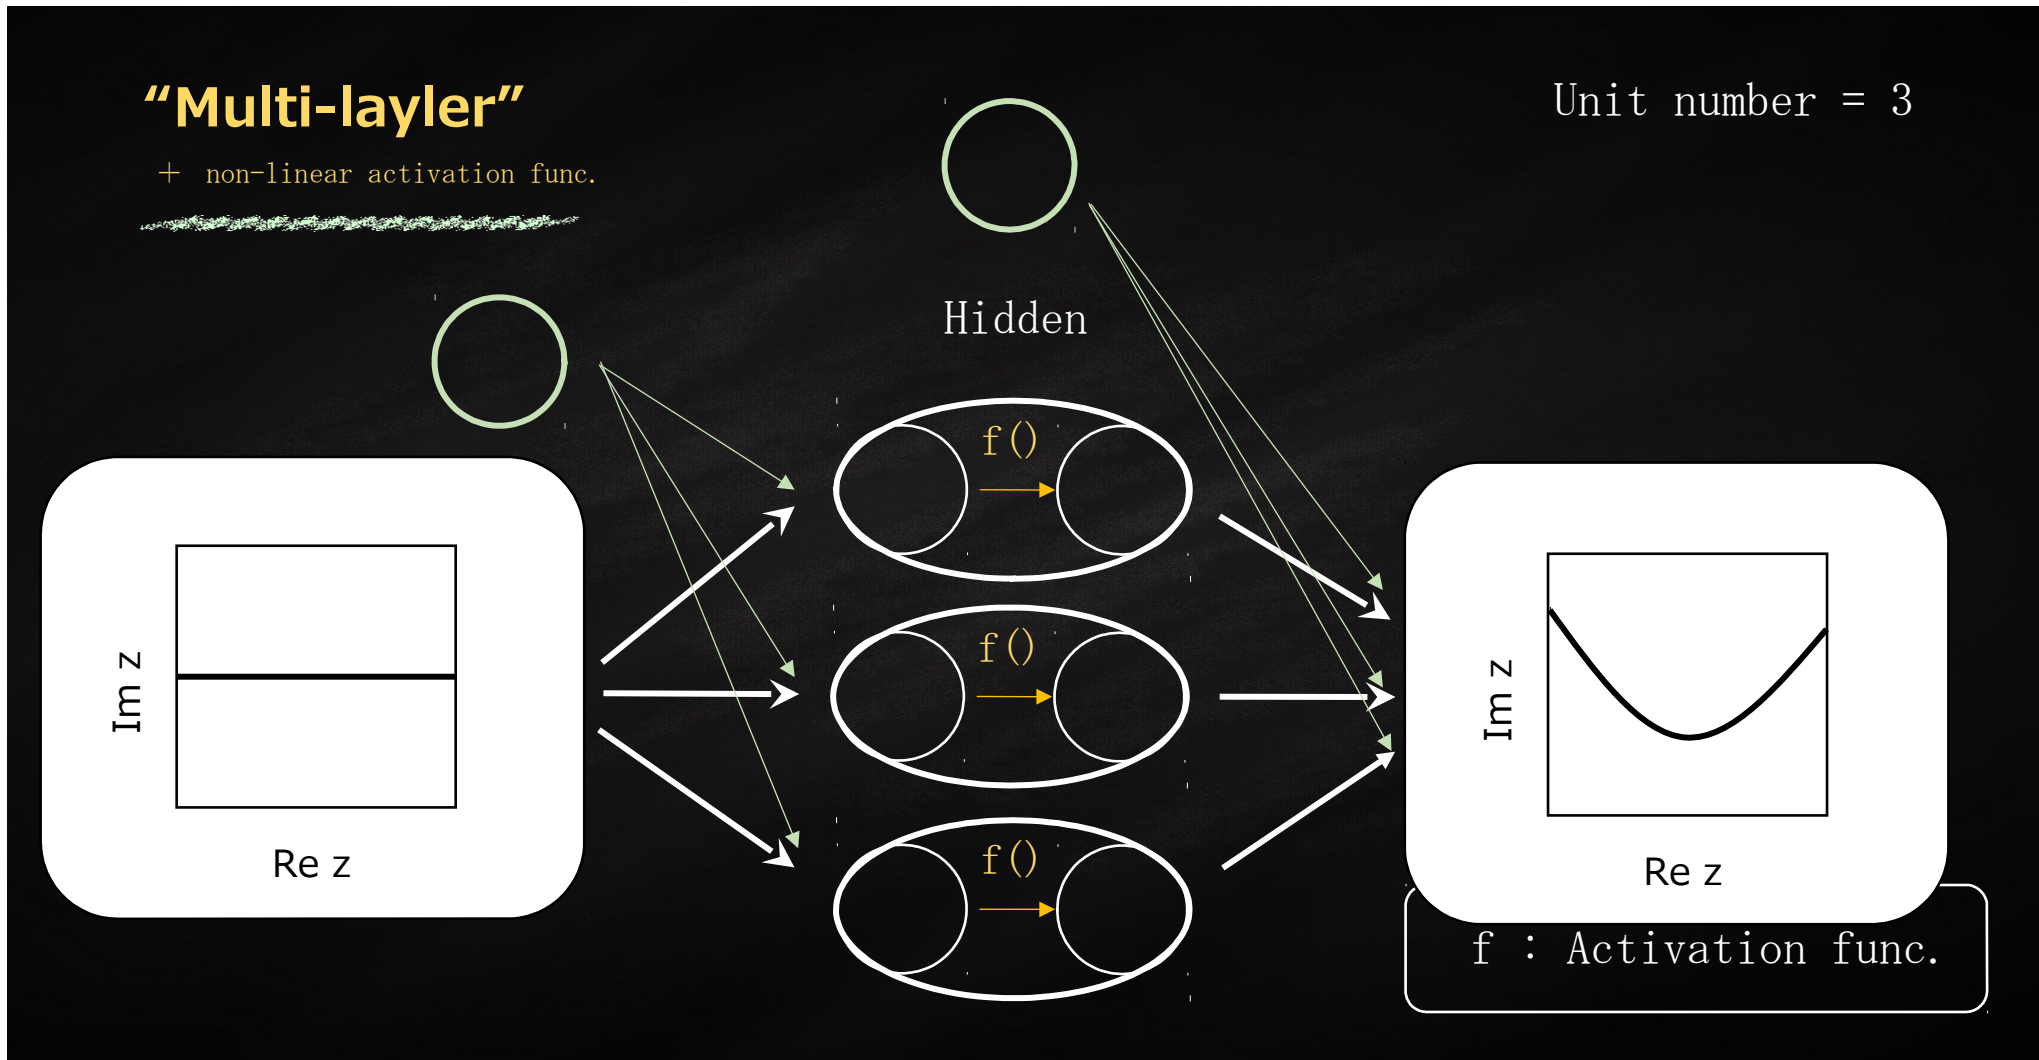 “Multi-layler”
＋ non-linear activation func.
Unit number = 3
Hidden
f()
f()
f()
Im z
Re z
Im z
Re z
f : Activation func.